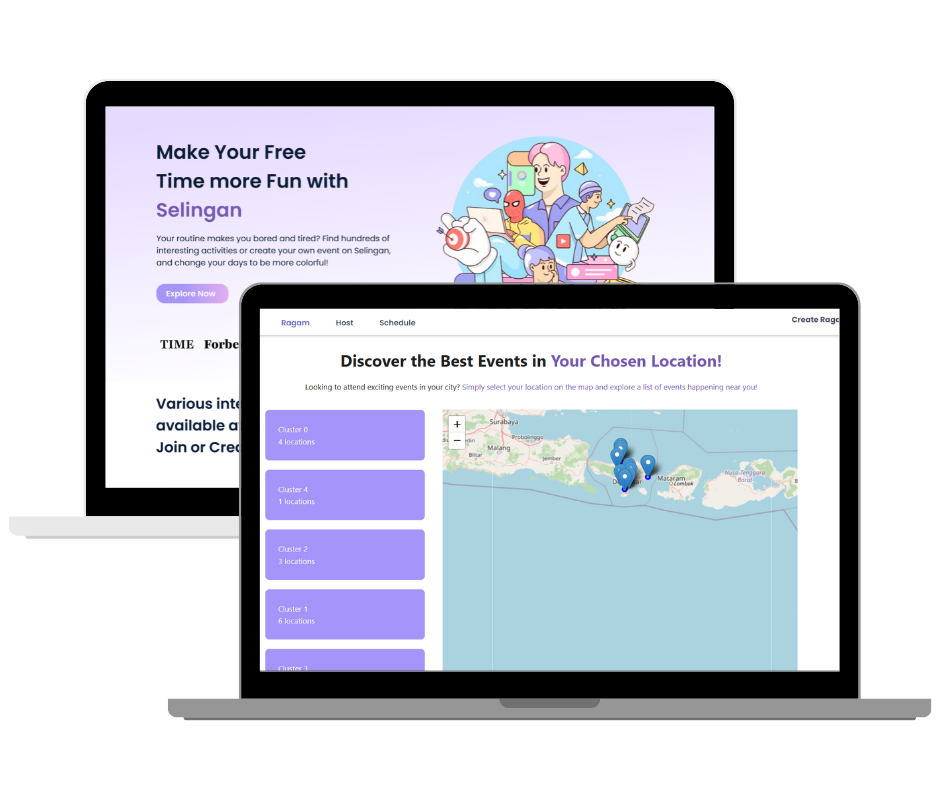 Make Your Free
Time more Fun with
Selingan
Your routine makes you bored and tired? Find hundreds of
interesting activities or create your own event on Selingan,
and change your days to be more colorful!
Explore Now
TIME Forbe
Various inte
available a
Join or Crea
Ragam Host Schedule Create Raga
Discover the Best Events in Your Chosen Location!
Looking to attend exciting events in your city? Simply select your location on the map and explore a list of events happening near you!
Cluster 0
4 locations
Cluster 4
1 locations
Cluster 2
3 locations
Cluster 1
6 locations
Cluster 3
+
−
Surabaya
Probolinggo
Malang
Blitar
Jember
Mataram
Lombok
Nusa Tenggara
Barat